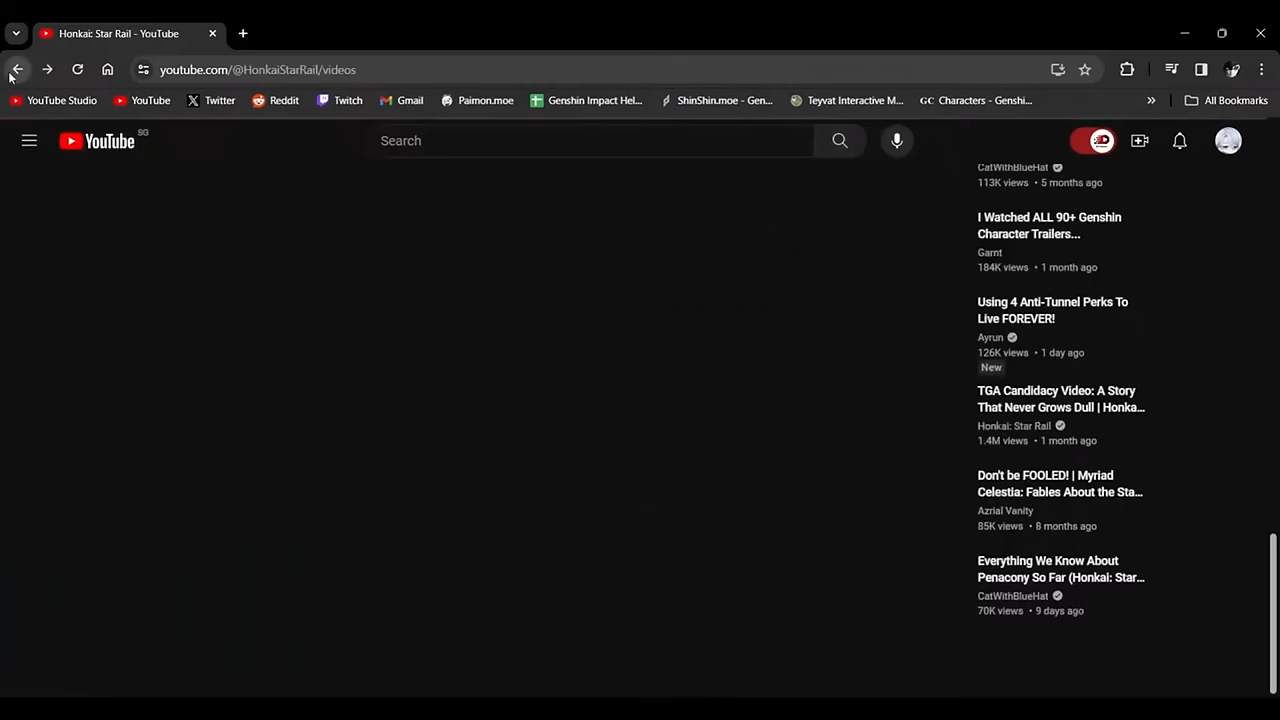 Honkai: Star Rail - YouTube
youtube.com/@HonkaiStarRail/videos
YouTube Studio
YouTube
Twitter
Reddit
Twitch
Gmail
Paimon.moe
Genshin Impact Hel...
ShinShin.moe - Gen...
Teyvat Interactive M...
GC Characters - Genshi...
All Bookmarks
YouTube SG
Search
CatWithBlueHat
113K views • 5 months ago
I Watched ALL 90+ Genshin
Character Trailers...
Garnt
184K views • 1 month ago
Using 4 Anti-Tunnel Perks To
Live FOREVER!
Ayrun
126K views • 1 day ago
New
TGA Candidacy Video: A Story
That Never Grows Dull | Honka...
Honkai: Star Rail
1.4M views • 1 month ago
Don't be FOOLED! | Myriad
Celestia: Fables About the Sta...
Azrial Vanity
85K views • 8 months ago
Everything We Know About
Penacony So Far (Honkai: Star...
CatWithBlueHat
70K views • 9 days ago